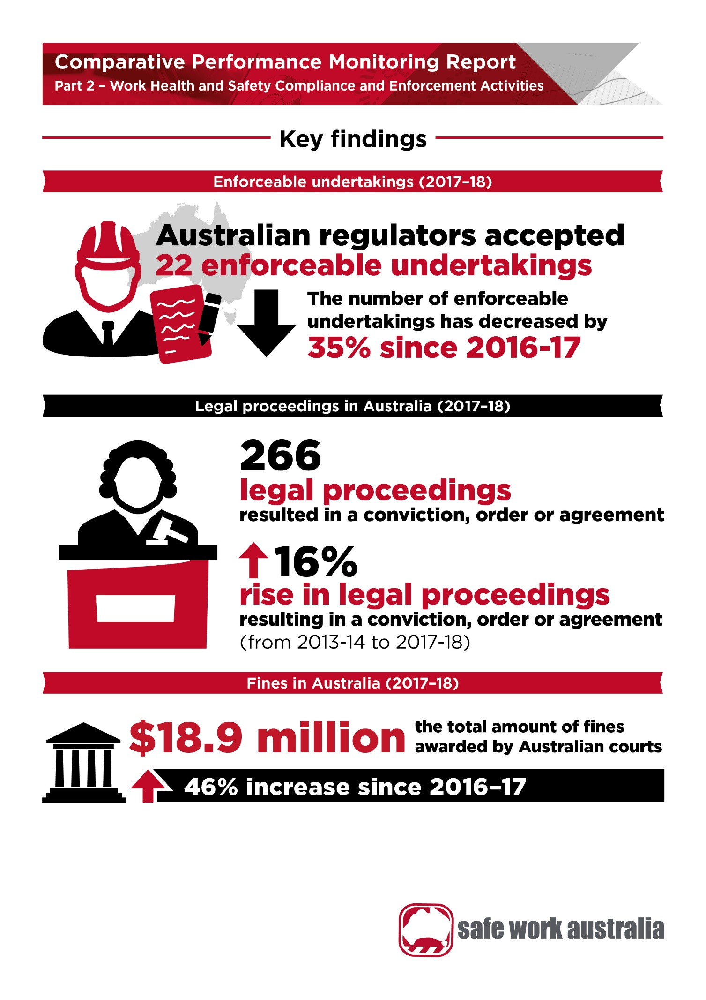 Comparative Performance Monitoring Report
Part 2 – Work Health and Safety Compliance and Enforcement Activities
Key findings
Enforceable undertakings (2017–18)
Australian regulators accepted
22 enforceable undertakings
The number of enforceable
undertakings has decreased by
35% since 2016-17
Legal proceedings in Australia (2017–18)
266
legal proceedings
resulted in a conviction, order or agreement
16%
rise in legal proceedings
resulting in a conviction, order or agreement
(from 2013-14 to 2017-18)
Fines in Australia (2017–18)
$18.9 million
the total amount of fines
awarded by Australian courts
46% increase since 2016–17
safe work australia